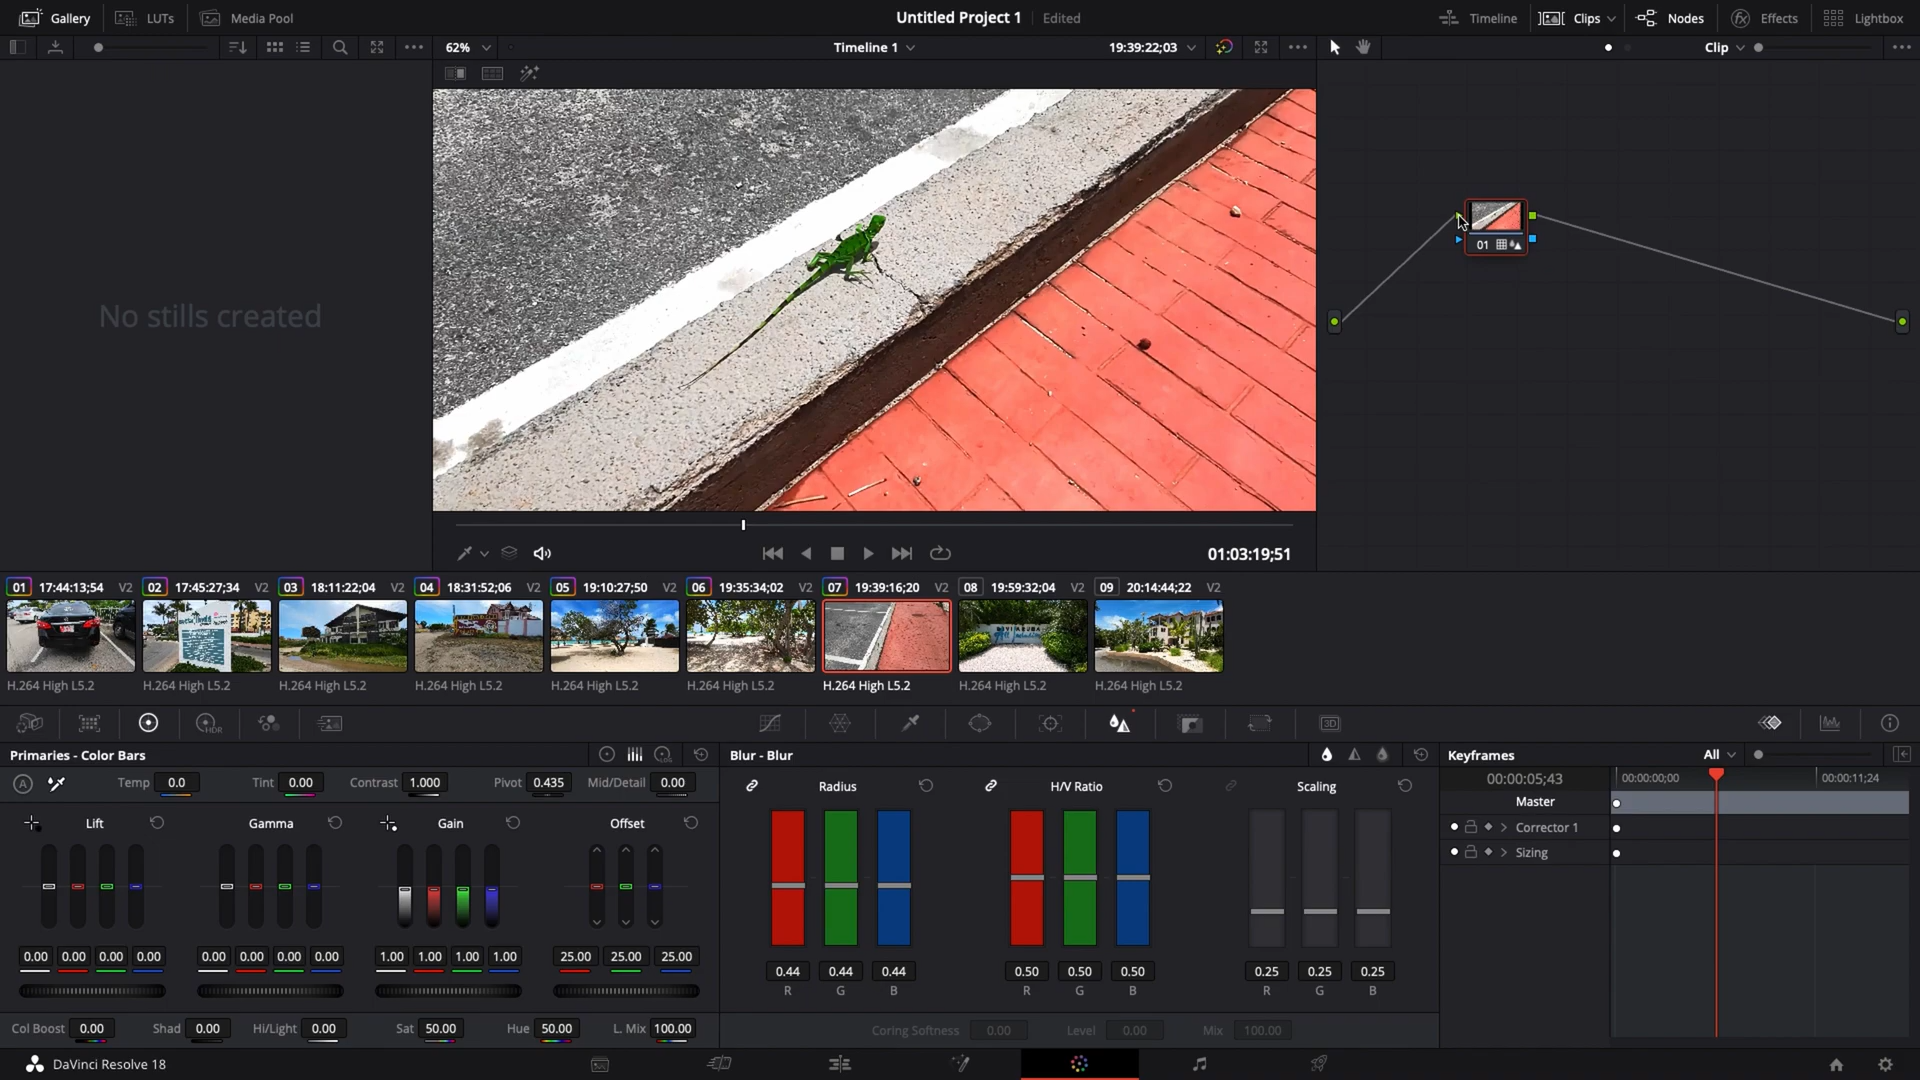 Gallery LUTs Media Pool Untitled Project 1 Edited Timeline Clips Nodes Effects Lightbox
62% Timeline 1 19:39:22;03 Clip
No stills created
01
01:03:19;51
01 17:44:13;54 V2 02 17:45:27;34 V2 03 18:11:22;04 V2 04 18:31:52;06 V2 05 19:10:27;50 V2 06 19:35:34;02 V2 07 19:39:16;20 V2 08 19:59:32;04 V2 09 20:14:44;22 V2
H.264 High L5.2 H.264 High L5.2 H.264 High L5.2 H.264 High L5.2 H.264 High L5.2 H.264 High L5.2 H.264 High L5.2 H.264 High L5.2 H.264 High L5.2
HDR 3D
Primaries - Color Bars LOG
A Temp 0.0 Tint 0.00 Contrast 1.000 Pivot 0.435 Mid/Detail 0.00
Lift Gamma Gain Offset
0.00 0.00 0.00 0.00 0.00 0.00 0.00 0.00 1.00 1.00 1.00 1.00 25.00 25.00 25.00
Col Boost 0.00 Shad 0.00 Hi/Light 0.00 Sat 50.00 Hue 50.00 L. Mix 100.00
Blur - Blur
Radius H/V Ratio Scaling
0.44 0.44 0.44 0.50 0.50 0.50 0.25 0.25 0.25
R G B R G B R G B
Coring Softness 0.00 Level 0.00 Mix 100.00
Keyframes All
00:00:05;43 00:00:00;00 00:00:11;24
Master
Corrector 1
Sizing
DaVinci Resolve 18